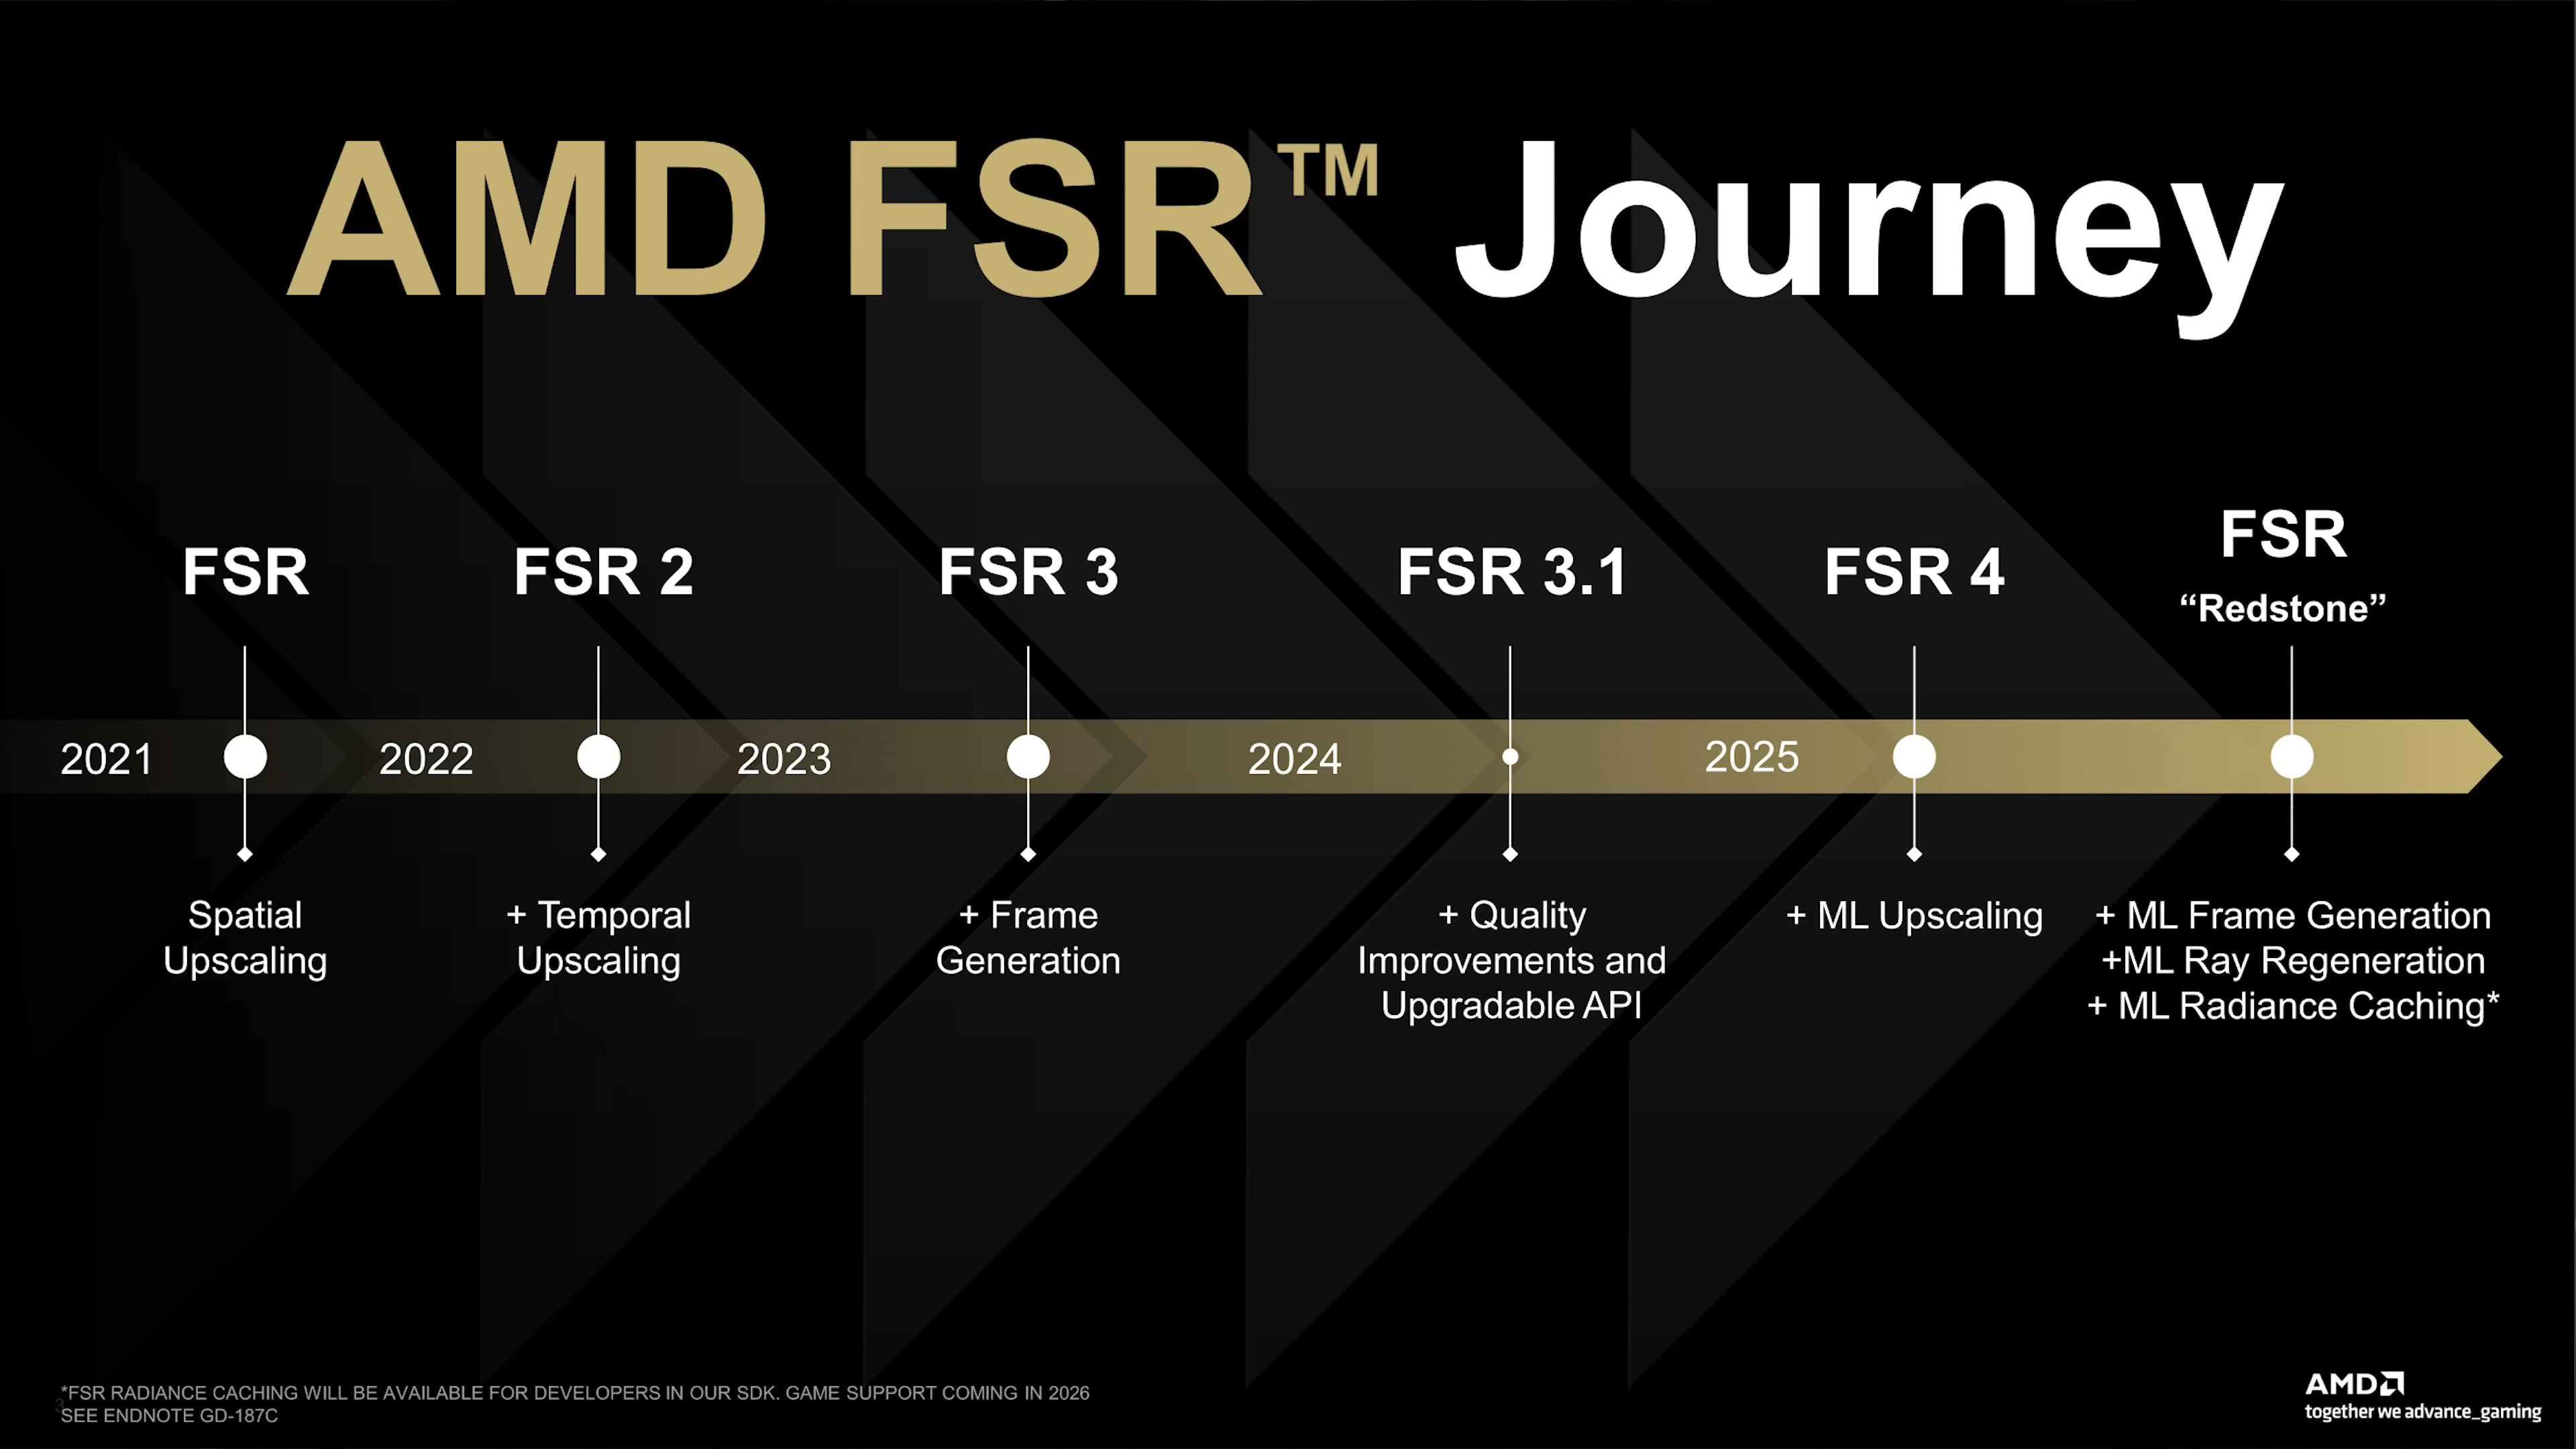 AMD FSR™ Journey
FSR
FSR 2
FSR 3
FSR 3.1
FSR 4
FSR
“Redstone”
2021
2022
2023
2024
2025
Spatial
Upscaling
+ Temporal
Upscaling
+ Frame
Generation
+ Quality
Improvements and
Upgradable API
+ ML Upscaling
+ ML Frame Generation
+ML Ray Regeneration
+ ML Radiance Caching*
*FSR RADIANCE CACHING WILL BE AVAILABLE FOR DEVELOPERS IN OUR SDK. GAME SUPPORT COMING IN 2026
3
SEE ENDNOTE GD-187C
AMD
together we advance_gaming